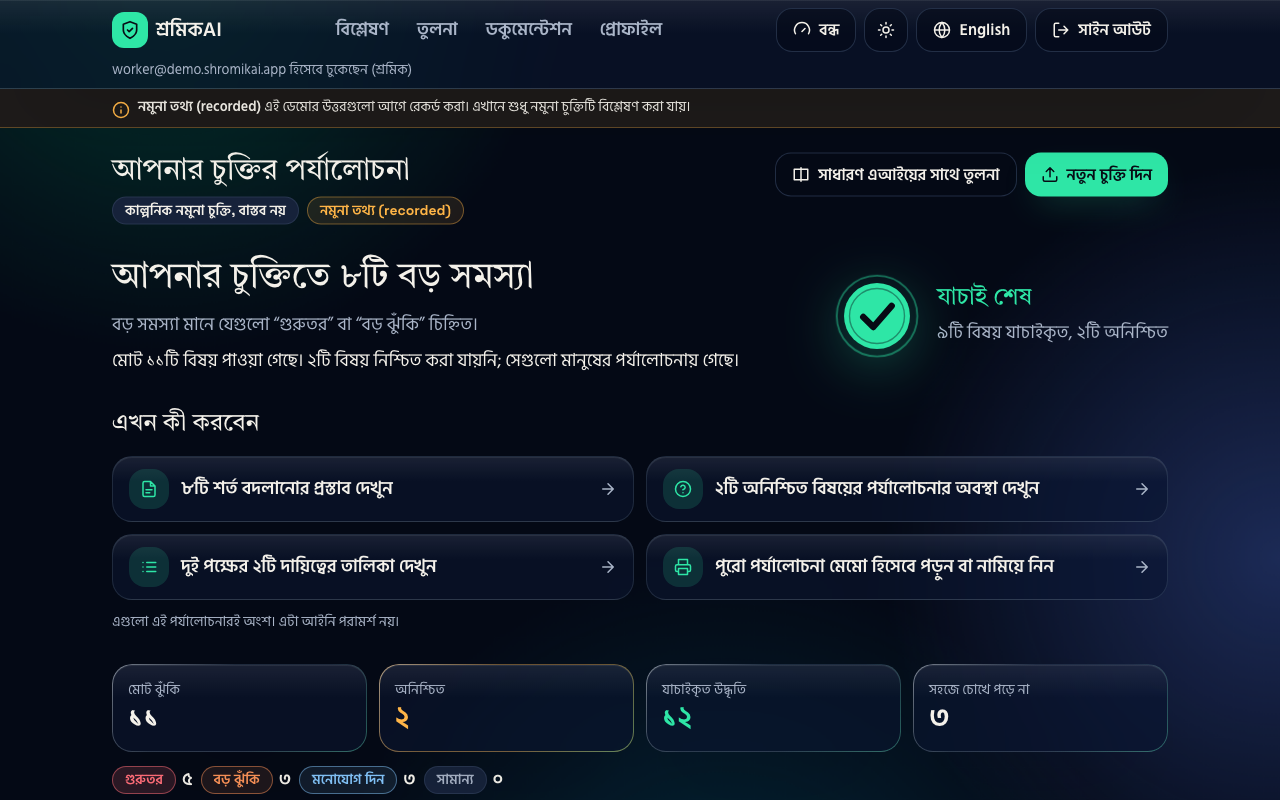 শ্রমিকAI
বিশ্লেষণ তুলনা ডকুমেন্টেশন প্রোফাইল
বন্ধ English সাইন আউট
worker@demo.shromikai.app হিসেবে ঢুকেছেন (শ্রমিক)
নমুনা তথ্য (recorded) এই ডেমোর উত্তরগুলো আগে রেকর্ড করা। এখানে শুধু নমুনা চুক্তিটি বিশ্লেষণ করা যায়।
আপনার চুক্তির পর্যালোচনা
সাধারণ এআইয়ের সাথে তুলনা নতুন চুক্তি দিন
কাল্পনিক নমুনা চুক্তি, বাস্তব নয় নমুনা তথ্য (recorded)
আপনার চুক্তিতে ৮টি বড় সমস্যা
বড় সমস্যা মানে যেগুলো “গুরুতর” বা “বড় ঝুঁকি” চিহ্নিত।
মোট ১১টি বিষয় পাওয়া গেছে। ২টি বিষয় নিশ্চিত করা যায়নি; সেগুলো মানুষের পর্যালোচনায় গেছে।
যাচাই শেষ
৯টি বিষয় যাচাইকৃত, ২টি অনিশ্চিত
এখন কী করবেন
৮টি শর্ত বদলানোর প্রস্তাব দেখুন
২টি অনিশ্চিত বিষয়ের পর্যালোচনার অবস্থা দেখুন
দুই পক্ষের ২টি দায়িত্বের তালিকা দেখুন
পুরো পর্যালোচনা মেমো হিসেবে পড়ুন বা নামিয়ে নিন
এগুলো এই পর্যালোচনারই অংশ। এটা আইনি পরামর্শ নয়।
মোট ঝুঁকি
১১
অনিশ্চিত
২
যাচাইকৃত উদ্ধৃতি
১২
সহজে চোখে পড়ে না
৩
গুরুতর ৫ বড় ঝুঁকি ৩ মনোযোগ দিন ৩ সামান্য ০